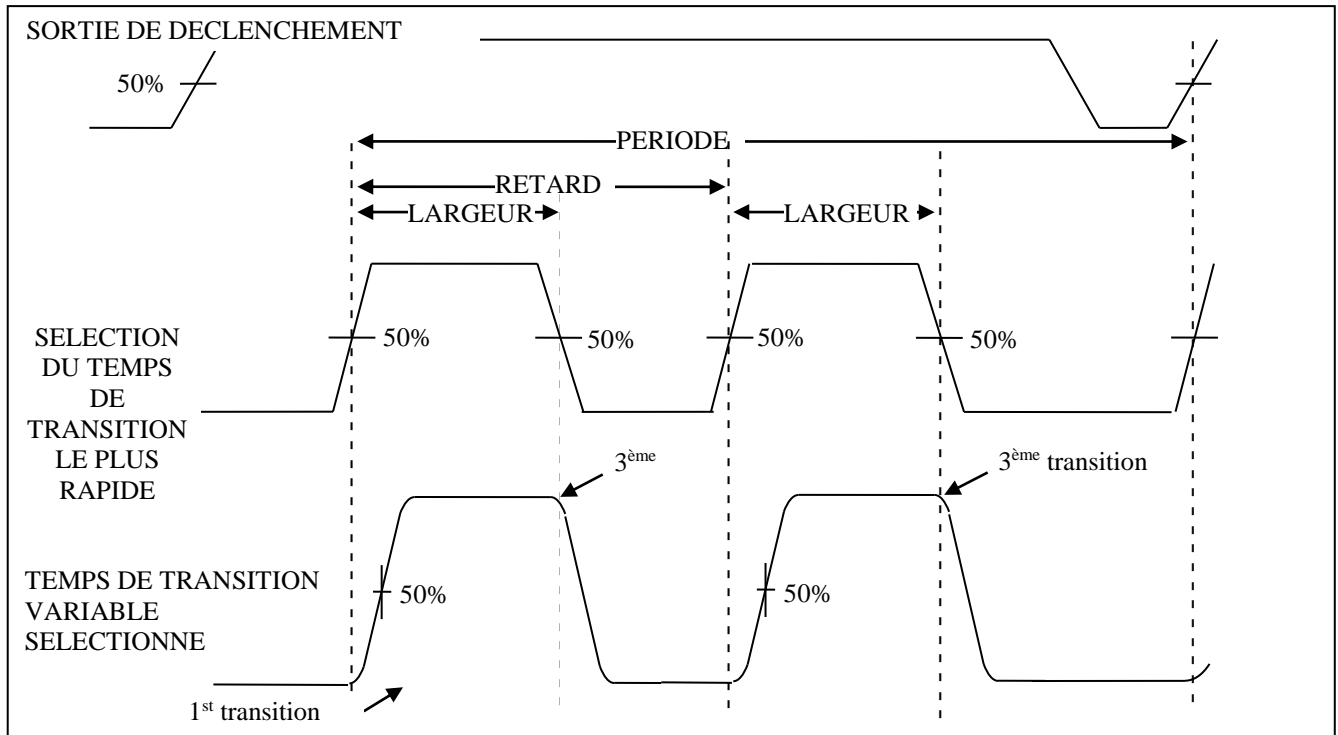 SORTIE DE DECLENCHEMENT
50%
PERIODE
RETARD
LARGEUR
LARGEUR
50%
50%
50%
50%
SELECTION
DU TEMPS
DE
TRANSITION
LE PLUS
RAPIDE
3ème
3ème transition
TEMPS DE TRANSITION
VARIABLE
SELECTIONNE
50%
50%
1st transition